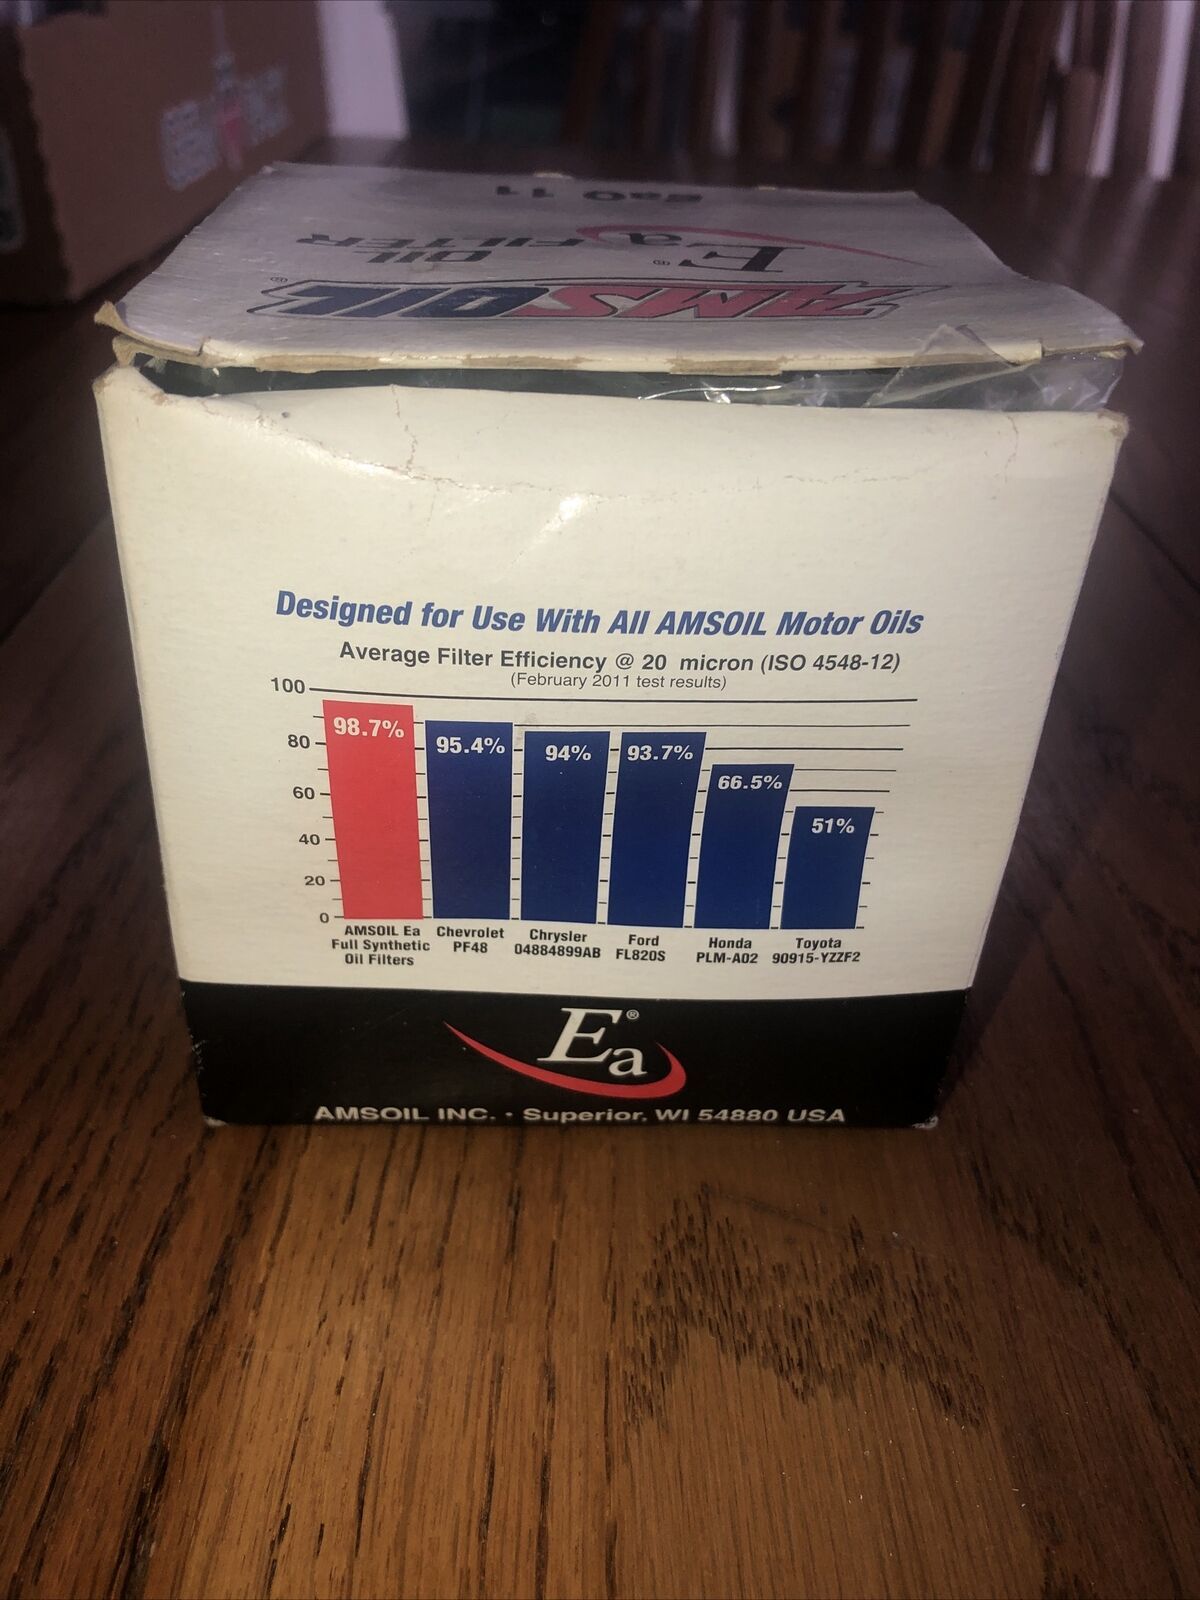 EaO 11
Ea® OIL FILTER
AMSOIL®
Designed for Use With All AMSOIL Motor Oils
Average Filter Efficiency @ 20 micron (ISO 4548-12)
(February 2011 test results)
100
80
60
40
20
0
98.7%
95.4%
94%
93.7%
66.5%
51%
AMSOIL Ea
Full Synthetic
Oil Filters
Chevrolet
PF48
Chrysler
04884899AB
Ford
FL820S
Honda
PLM-A02
Toyota
90915-YZZF2
Ea®
AMSOIL INC. · Superior, WI 54880 USA